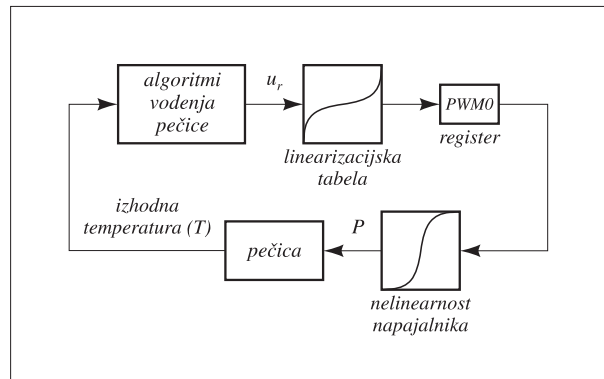 algoritmi
vodenja
pečice
u_r
linearizacijska
tabela
PWM0
register
izhodna
temperatura (T)
pečica
P
nelinearnost
napajalnika